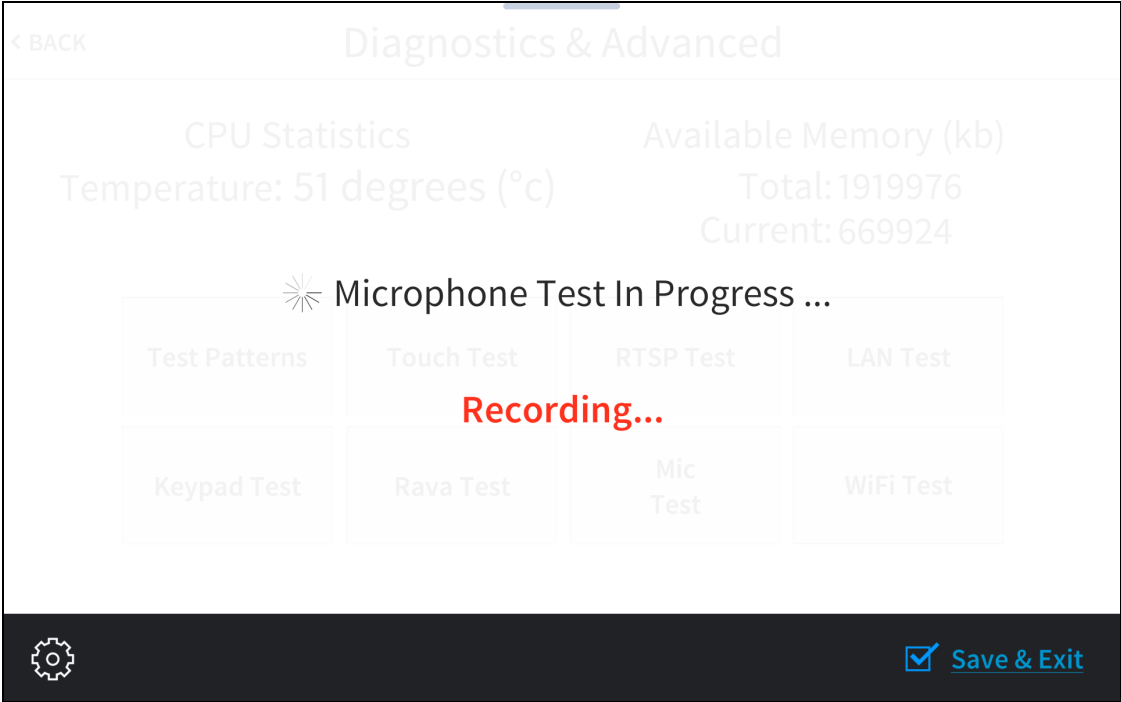 < BACK
Diagnostics & Advanced
CPU Statistics
Available Memory (kb)
Temperature: 51 degrees (°c)
Total: 1919976
Current: 669924
Microphone Test In Progress ...
Test Patterns
Touch Test
RTSP Test
LAN Test
Recording...
Keypad Test
Rava Test
Mic
Test
WiFi Test
Save & Exit